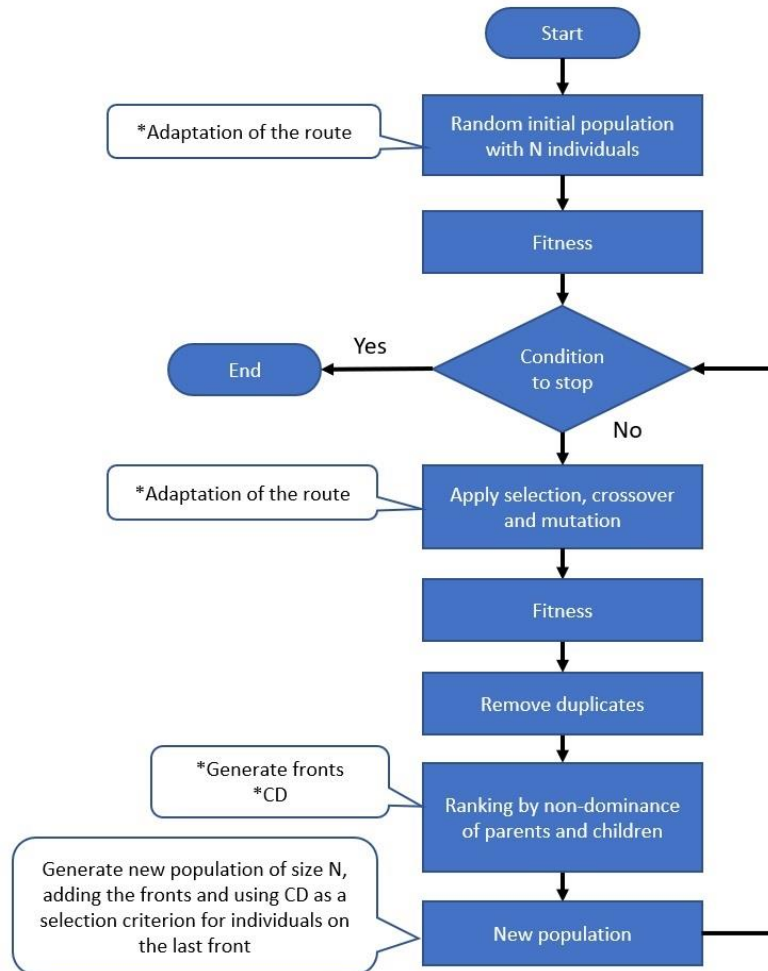 Start
*Adaptation of the route
Random initial population
with N individuals
Fitness
Condition
to stop
Yes
End
No
*Adaptation of the route
Apply selection, crossover
and mutation
Fitness
Remove duplicates
*Generate fronts
*CD
Ranking by non-dominance
of parents and children
Generate new population of size N,
adding the fronts and using CD as a
selection criterion for individuals on
the last front
New population